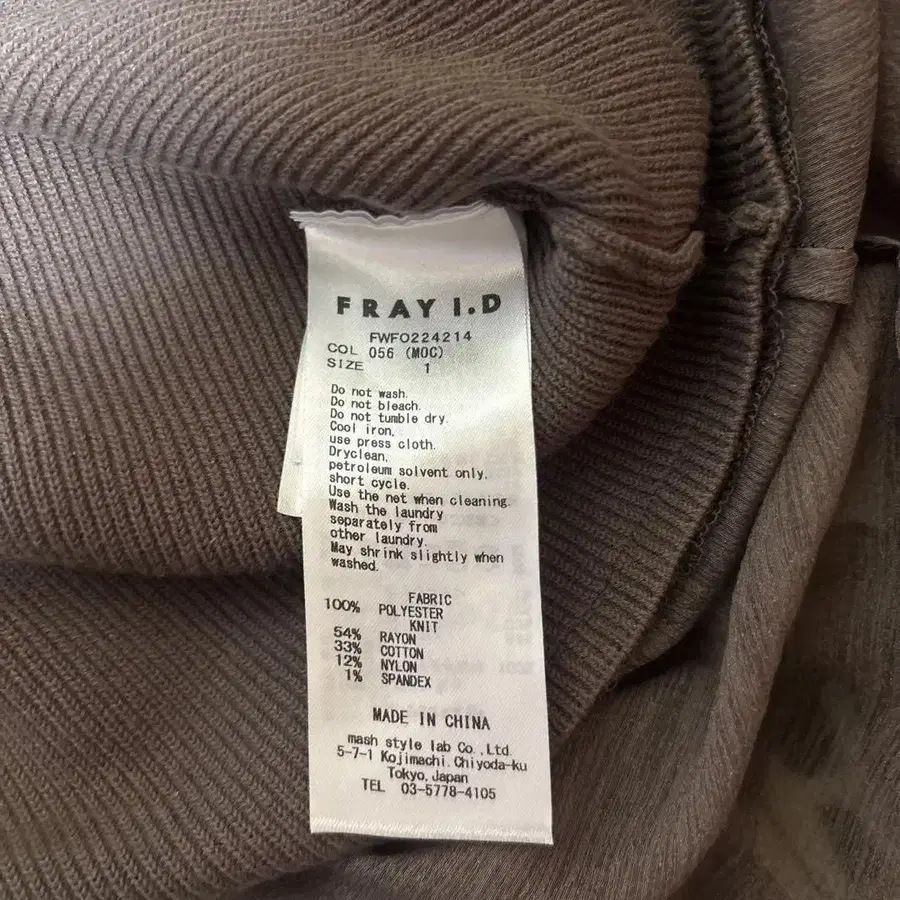 FRAY I.D
FWFO224214
COL 056 (MOC)
SIZE 1
Do not wash.
Do not bleach.
Do not tumble dry.
Cool iron,
use press cloth.
Dryclean,
petroleum solvent only,
short cycle.
Use the net when cleaning.
Wash the laundry
separately from
other laundry.
May shrink slightly when
washed.
FABRIC
100% POLYESTER
KNIT
54% RAYON
33% COTTON
12% NYLON
1% SPANDEX
MADE IN CHINA
mash style lab Co.,Ltd.
5-7-1 Kojimachi.Chiyoda-ku
Tokyo,Japan
TEL 03-5778-4105